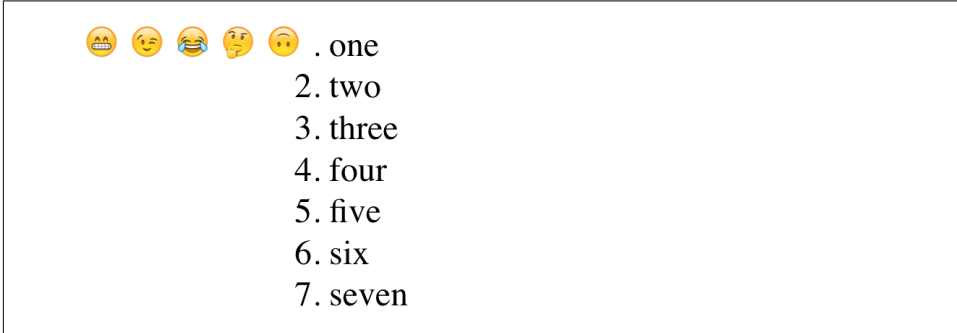 😁 😉 😂 🤔 🙃 . one
2. two
3. three
4. four
5. five
6. six
7. seven